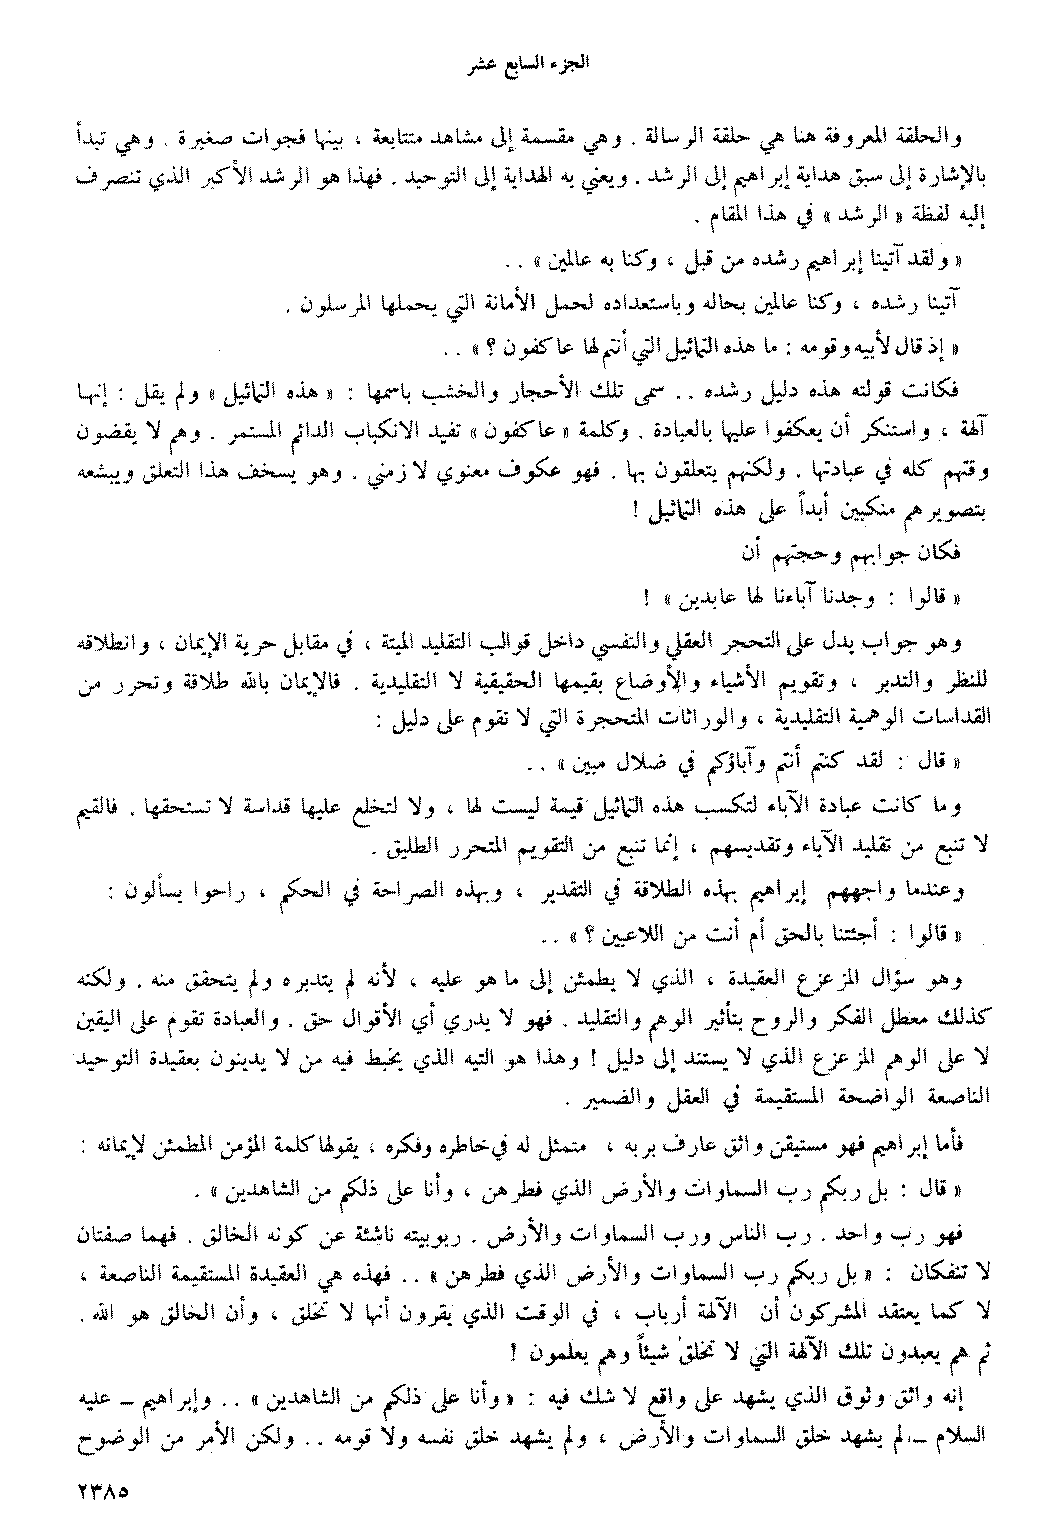 الجزء السابع عشر
والحلقة المعروفة هنا هي حلقة الرسالة . وهي مقسمة إلى مشاهد متتابعة ، بينها فجوات صغيرة . وهي تبدأ
بالإشارة إلى سبق هداية إبراهيم إلى الرشد . ويعني به الهداية إلى التوحيد . فهذا هو الرشد الأكبر الذي تنصرف
إليه لفظة « الرشد » في هذا المقام .
« ولقد آتينا إبراهيم رشده من قبل ، وكنا به عالمين » ..
آتينا رشده ، وكنا عالمين بحاله وباستعداده لحمل الأمانة التي يحملها المرسلون .
« إذ قال لأبيه وقومه : ما هذه التماثيل التي أنتم لها عاكفون ؟ » ..
فكانت قولته هذه دليل رشده .. سمى تلك الأحجار والخشب باسمها : « هذه التماثيل » ولم يقل : إنها
آلهة ، واستنكر أن يعكفوا عليها بالعبادة . وكلمة « عاكفون » تفيد الانكباب الدائم المستمر . وهم لا يقضون
وقتهم كله في عبادتها . ولكنهم يتعلقون بها . فهو عكوف معنوي لا زمني . وهو يسخف هذا التعلق ويبشعه
بتصويرهم منكبين أبداً على هذه التماثيل !
فكان جوابهم وحجتهم أن
« قالوا : وجدنا آباءنا لها عابدين » !
وهو جواب يدل على التحجر العقلي والنفسي داخل قوالب التقليد الميتة ، في مقابل حرية الإيمان ، وانطلاقه
للنظر والتدبر ، وتقويم الأشياء والأوضاع بقيمها الحقيقية لا التقليدية . فالإيمان بالله طلاقة وتحرر من
القداسات الوهمية التقليدية ، والوراثات المتحجرة التي لا تقوم على دليل :
« قال : لقد كنتم أنتم وآباؤكم في ضلال مبين » ..
وما كانت عبادة الآباء لتكسب هذه التماثيل قيمة ليست لها ، ولا لتخلع عليها قداسة لا تستحقها . فالقيم
لا تنبع من تقليد الآباء وتقديسهم ، إنما تنبع من التقويم المتحرر الطليق .
وعندما واجههم إبراهيم بهذه الطلاقة في التقدير ، وبهذه الصراحة في الحكم ، راحوا يسألون :
« قالوا : أجئتنا بالحق أم أنت من اللاعبين ؟ » ..
وهو سؤال المزعزع العقيدة ، الذي لا يطمئن إلى ما هو عليه ، لأنه لم يتدبره ولم يتحقق منه . ولكنه
كذلك معطل الفكر والروح بتأثير الوهم والتقليد . فهو لا يدري أي الأقوال حق . والعبادة تقوم على اليقين
لا على الوهم المزعزع الذي لا يستند إلى دليل ! وهذا هو التيه الذي يخبط فيه من لا يدينون بعقيدة التوحيد
الناصعة الواضحة المستقيمة في العقل والضمير .
فأما إبراهيم فهو مستيقن واثق عارف بربه ، متمثل له في خاطره وفكره ، يقولها كلمة المؤمن المطمئن لإيمانه :
« قال : بل ربكم رب السماوات والأرض الذي فطرهن ، وأنا على ذلكم من الشاهدين » .
فهو رب واحد . رب الناس ورب السماوات والأرض . ربوبيته ناشئة عن كونه الخالق . فهما صفتان
لا تنفكان : « بل ربكم رب السماوات والأرض الذي فطرهن » .. فهذه هي العقيدة المستقيمة الناصعة ،
لا كما يعتقد المشركون أن الآلهة أرباب ، في الوقت الذي يقرون أنها لا تخلق ، وأن الخالق هو الله .
ثم هم يعبدون تلك الآلهة التي لا تخلق شيئاً وهم يعلمون !
إنه واثق وثوق الذي يشهد على واقع لا شك فيه : « وأنا على ذلكم من الشاهدين » .. وإبراهيم – عليه
السلام – لم يشهد خلق السماوات والأرض ، ولم يشهد خلق نفسه ولا قومه .. ولكن الأمر من الوضوح
٢٣٨٥